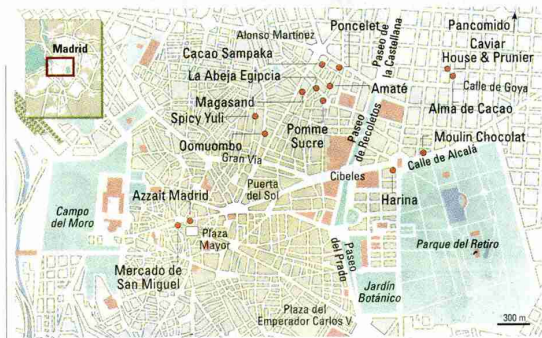 Madrid
Alonso Martinez
Poncelet
Paseo de
la Castellana
Pancomido
Cacao Sampaka
Caviar
House & Prunier
La Abeja Egipcia
Amaté
Calle de Goya
Magasand
Alma de Cacao
Spicy Yuli
Pomme
Sucre
Paseo
de Recoletos
Moulin Chocolat
Oomuombo
Gran Via
Calle de Alcalá
Cibeles
Azzait Madrid
Puerta
del Sol
Harina
Campo
del Moro
Plaza
Mayor
Parque del Retiro
Mercado de
San Miguel
Paseo
del Prado
Jardín
Botánico
Plaza del
Emperador Carlos V
300 m